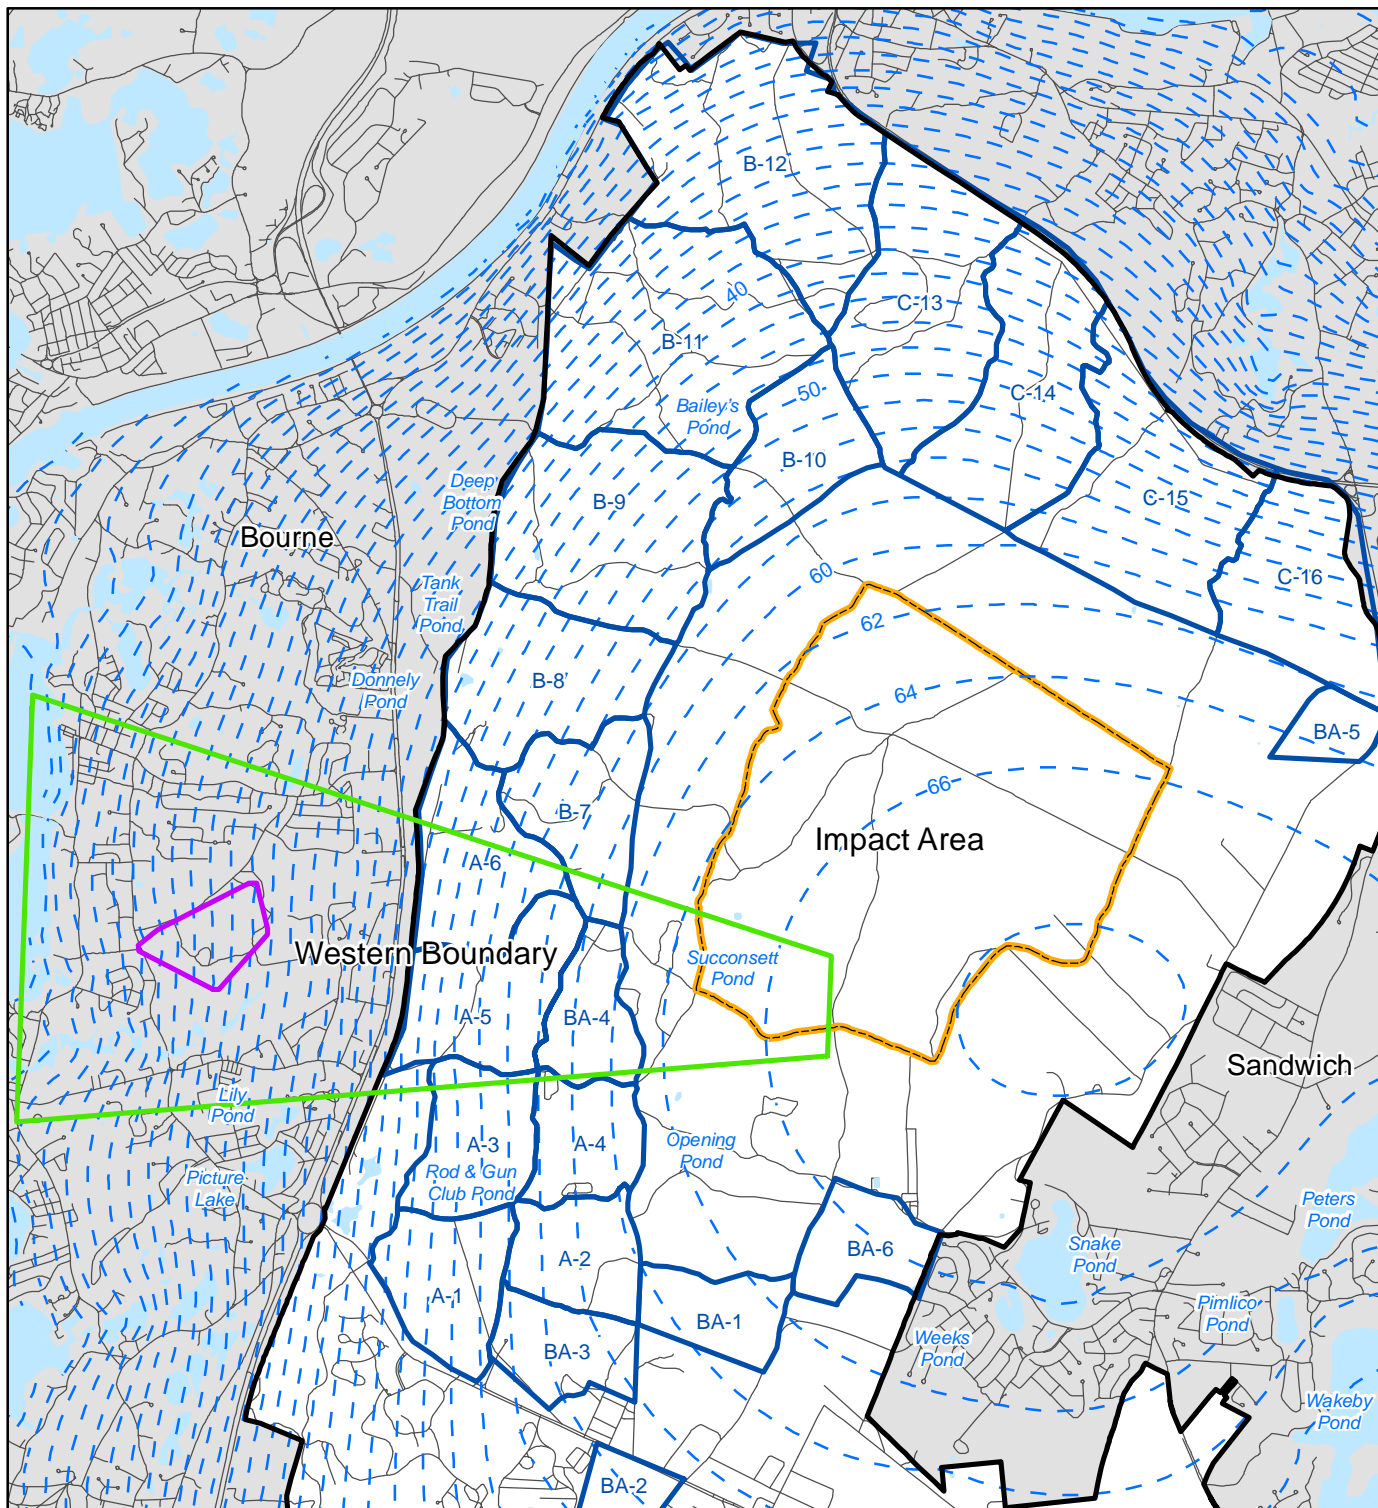 B-12
40
C-13
B-11
50
C-14
Bailey's
Pond
B-10
Deep
Bottom
Pond
B-9
C-15
Bourne
60
C-16
Tank
Trail
Pond
62
Donnely
Pond
B-8
64
BA-5
66
B-7
Impact Area
A-6
Western Boundary
Succonsett
Pond
A-5
BA-4
Sandwich
Lily
Pond
A-3
A-4
Opening
Pond
Rod & Gun
Club Pond
Picture
Lake
Peters
Pond
BA-6
Snake
Pond
A-2
A-1
Pimlico
Pond
BA-1
Weeks
Pond
BA-3
Wakeby
Pond
BA-2